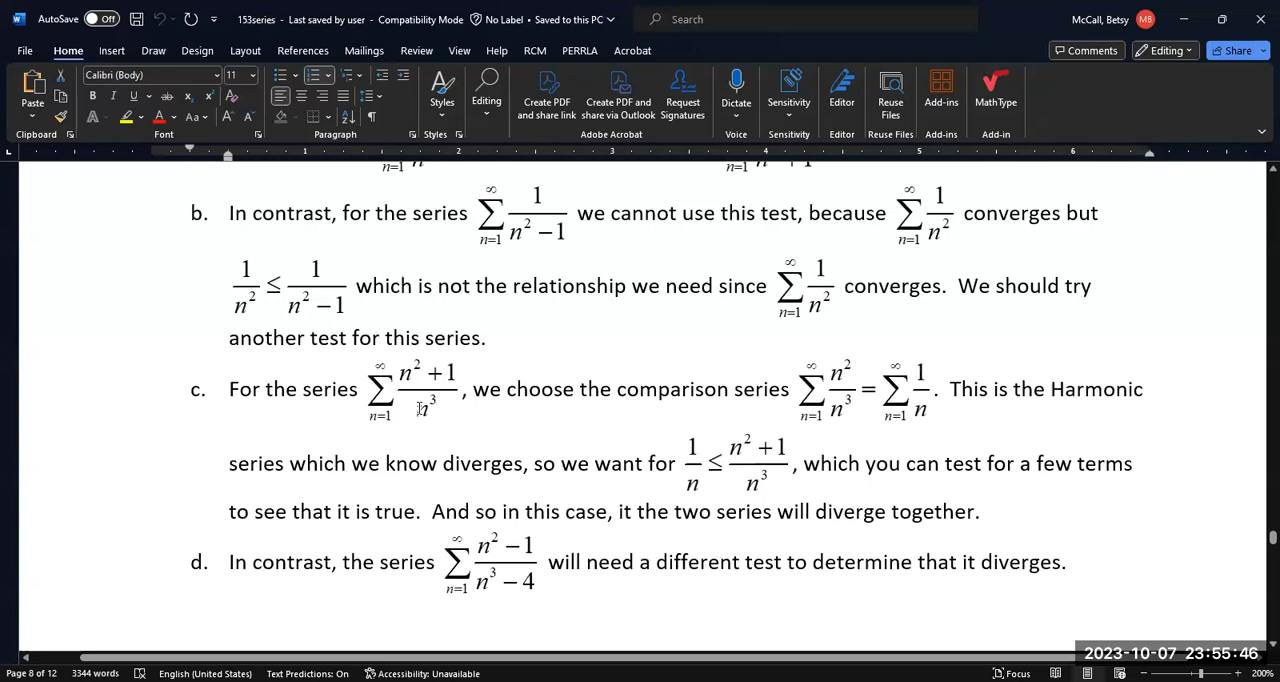 AutoSave Off 153series - Last saved by user - Compatibility Mode No Label - Saved to this PC Search McCall, Betsy MB
File Home Insert Draw Design Layout References Mailings Review View Help RCM PERRLA Acrobat Comments Editing Share
Calibri (Body) 11
Paste B I U ab x₂ x² A Aa A A Styles Editing Create PDF and share link Create PDF and share via Outlook Request Signatures Dictate Sensitivity Editor Reuse Files Add-ins MathType
Clipboard Font Paragraph Styles Adobe Acrobat Voice Sensitivity Editor Reuse Files Add-ins Add-in
1 2 3 4 5 6
b. In contrast, for the series ∑_{n=1}^{∞} 1/(n² − 1) we cannot use this test, because ∑_{n=1}^{∞} 1/n² converges but
1/n² ≤ 1/(n² − 1) which is not the relationship we need since ∑_{n=1}^{∞} 1/n² converges. We should try
another test for this series.
c. For the series ∑_{n=1}^{∞} (n² + 1)/n³, we choose the comparison series ∑_{n=1}^{∞} n²/n³ = ∑_{n=1}^{∞} 1/n. This is the Harmonic
series which we know diverges, so we want for 1/n ≤ (n² + 1)/n³, which you can test for a few terms
to see that it is true. And so in this case, it the two series will diverge together.
d. In contrast, the series ∑_{n=1}^{∞} (n² − 1)/(n³ − 4) will need a different test to determine that it diverges.
2023-10-07 23:55:46
Page 8 of 12 3344 words English (United States) Text Predictions: On Accessibility: Unavailable Focus 200%